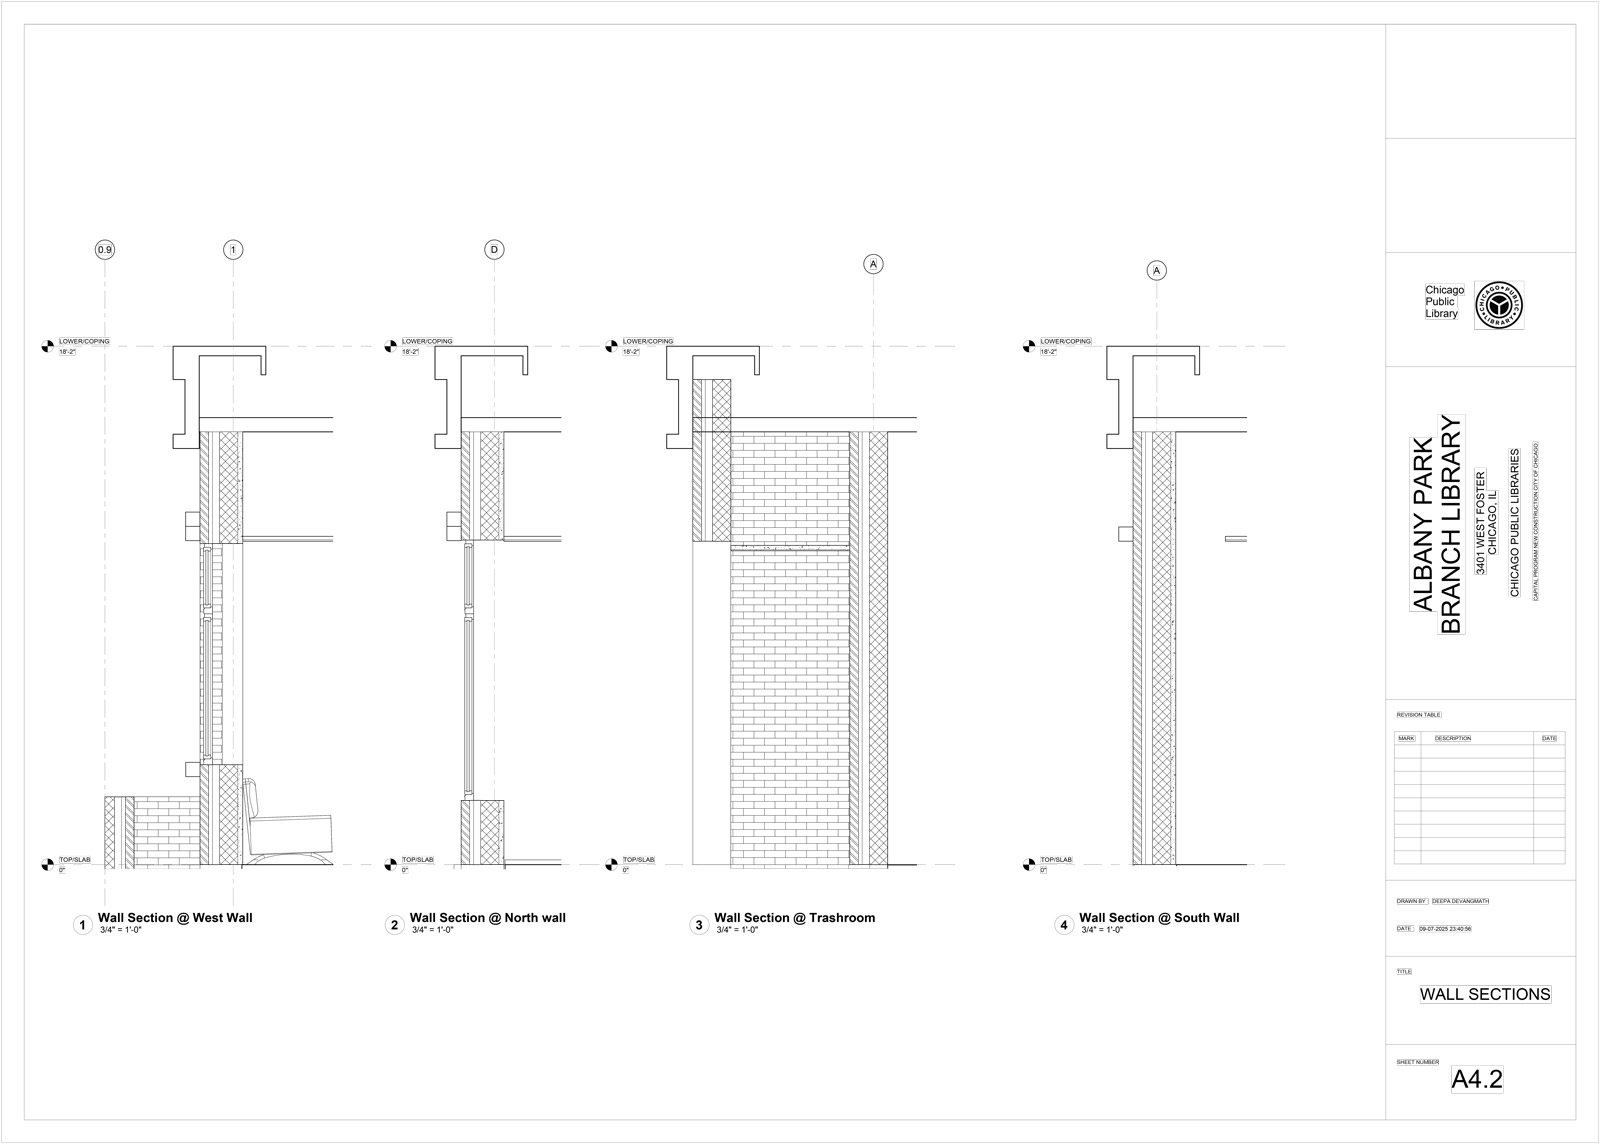 0.9
1
D
A
A
LOWER/COPING
18'-2"
LOWER/COPING
18'-2"
LOWER/COPING
18'-2"
LOWER/COPING
18'-2"
TOP/SLAB
0"
TOP/SLAB
0"
TOP/SLAB
0"
TOP/SLAB
0"
1
Wall Section @ West Wall
3/4" = 1'-0"
2
Wall Section @ North wall
3/4" = 1'-0"
3
Wall Section @ Trashroom
3/4" = 1'-0"
4
Wall Section @ South Wall
3/4" = 1'-0"
Chicago
Public
Library
CHICAGO PUBLIC
LIBRARY
ALBANY PARK
BRANCH LIBRARY
3401 WEST FOSTER
CHICAGO, IL
CHICAGO PUBLIC LIBRARIES
CAPITAL PROGRAM NEW CONSTRUCTION CITY OF CHICAGO
REVISION TABLE
MARK DESCRIPTION DATE
DRAWN BY : DEEPA DEVANGMATH
DATE : 09-07-2025 23:40:56
TITLE
WALL SECTIONS
SHEET NUMBER
A4.2